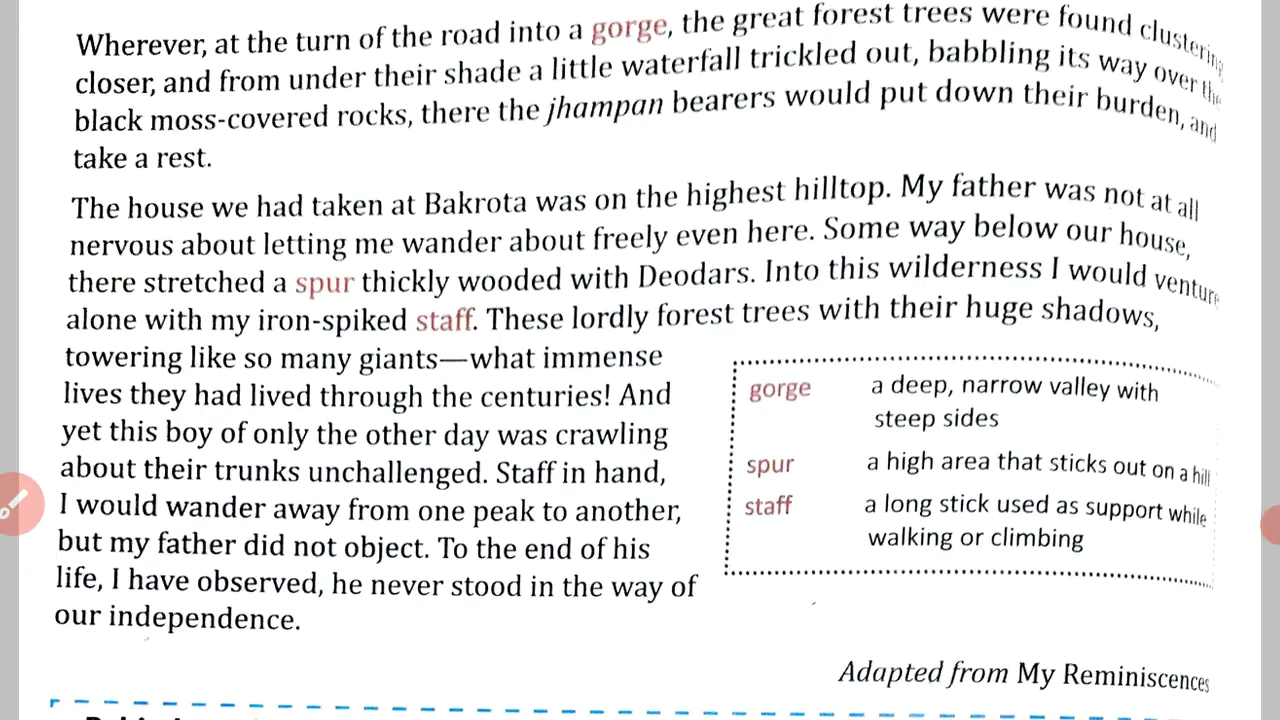 Wherever, at the turn of the road into a gorge, the great forest trees were found clustering
closer, and from under their shade a little waterfall trickled out, babbling its way over the
black moss-covered rocks, there the jhampan bearers would put down their burden, and
take a rest.
The house we had taken at Bakrota was on the highest hilltop. My father was not at all
nervous about letting me wander about freely even here. Some way below our house,
there stretched a spur thickly wooded with Deodars. Into this wilderness I would venture
alone with my iron-spiked staff. These lordly forest trees with their huge shadows,
towering like so many giants—what immense
lives they had lived through the centuries! And
yet this boy of only the other day was crawling
about their trunks unchallenged. Staff in hand,
I would wander away from one peak to another,
but my father did not object. To the end of his
life, I have observed, he never stood in the way of
our independence.
gorge a deep, narrow valley with
steep sides
spur a high area that sticks out on a hill
staff a long stick used as support while
walking or climbing
Adapted from My Reminiscences